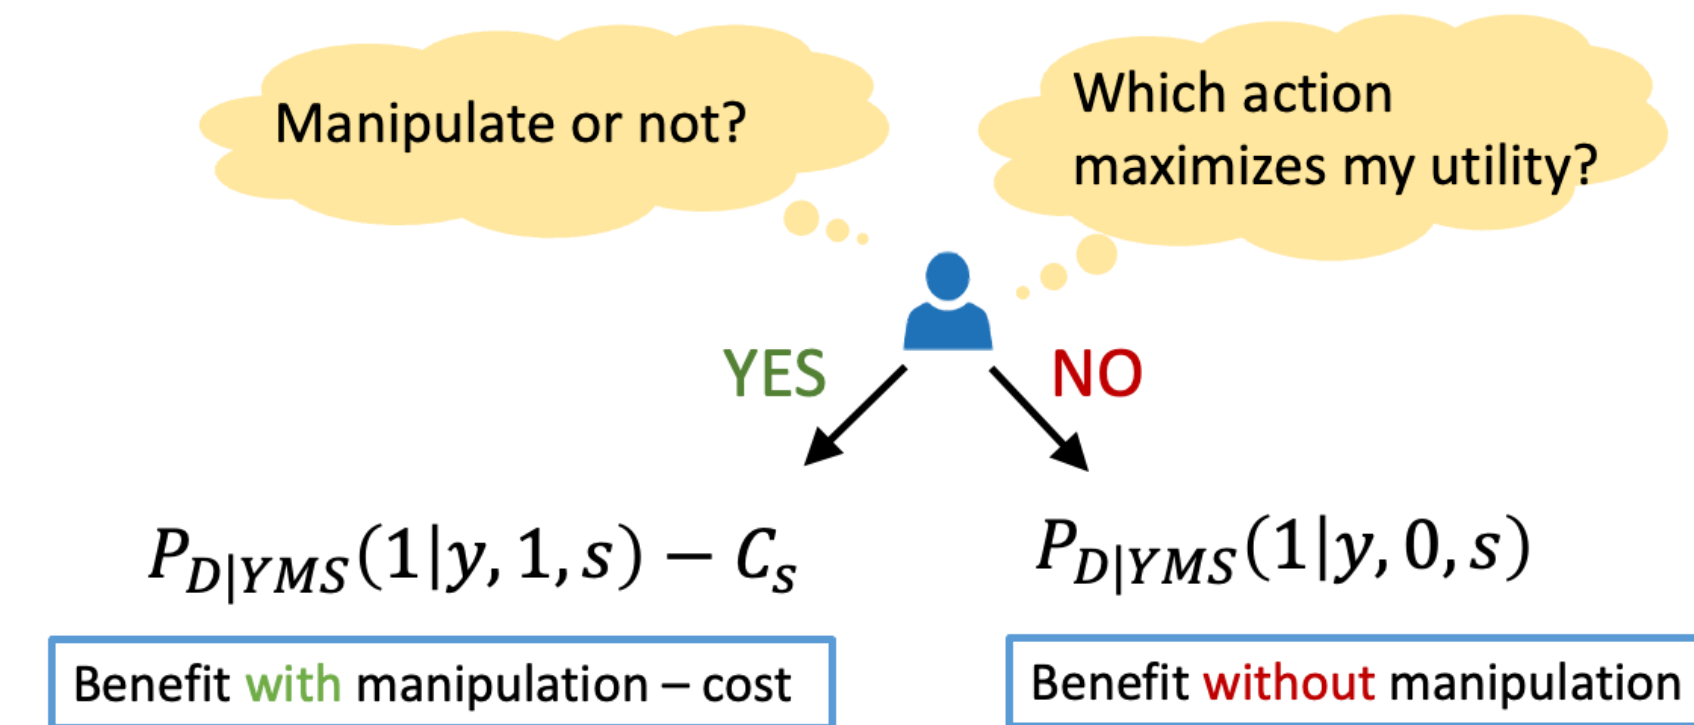 Manipulate or not?
Which action
maximizes my utility?
YES
NO
P_{D|YMS}(1|y, 1, s) − C_s
P_{D|YMS}(1|y, 0, s)
Benefit with manipulation – cost
Benefit without manipulation